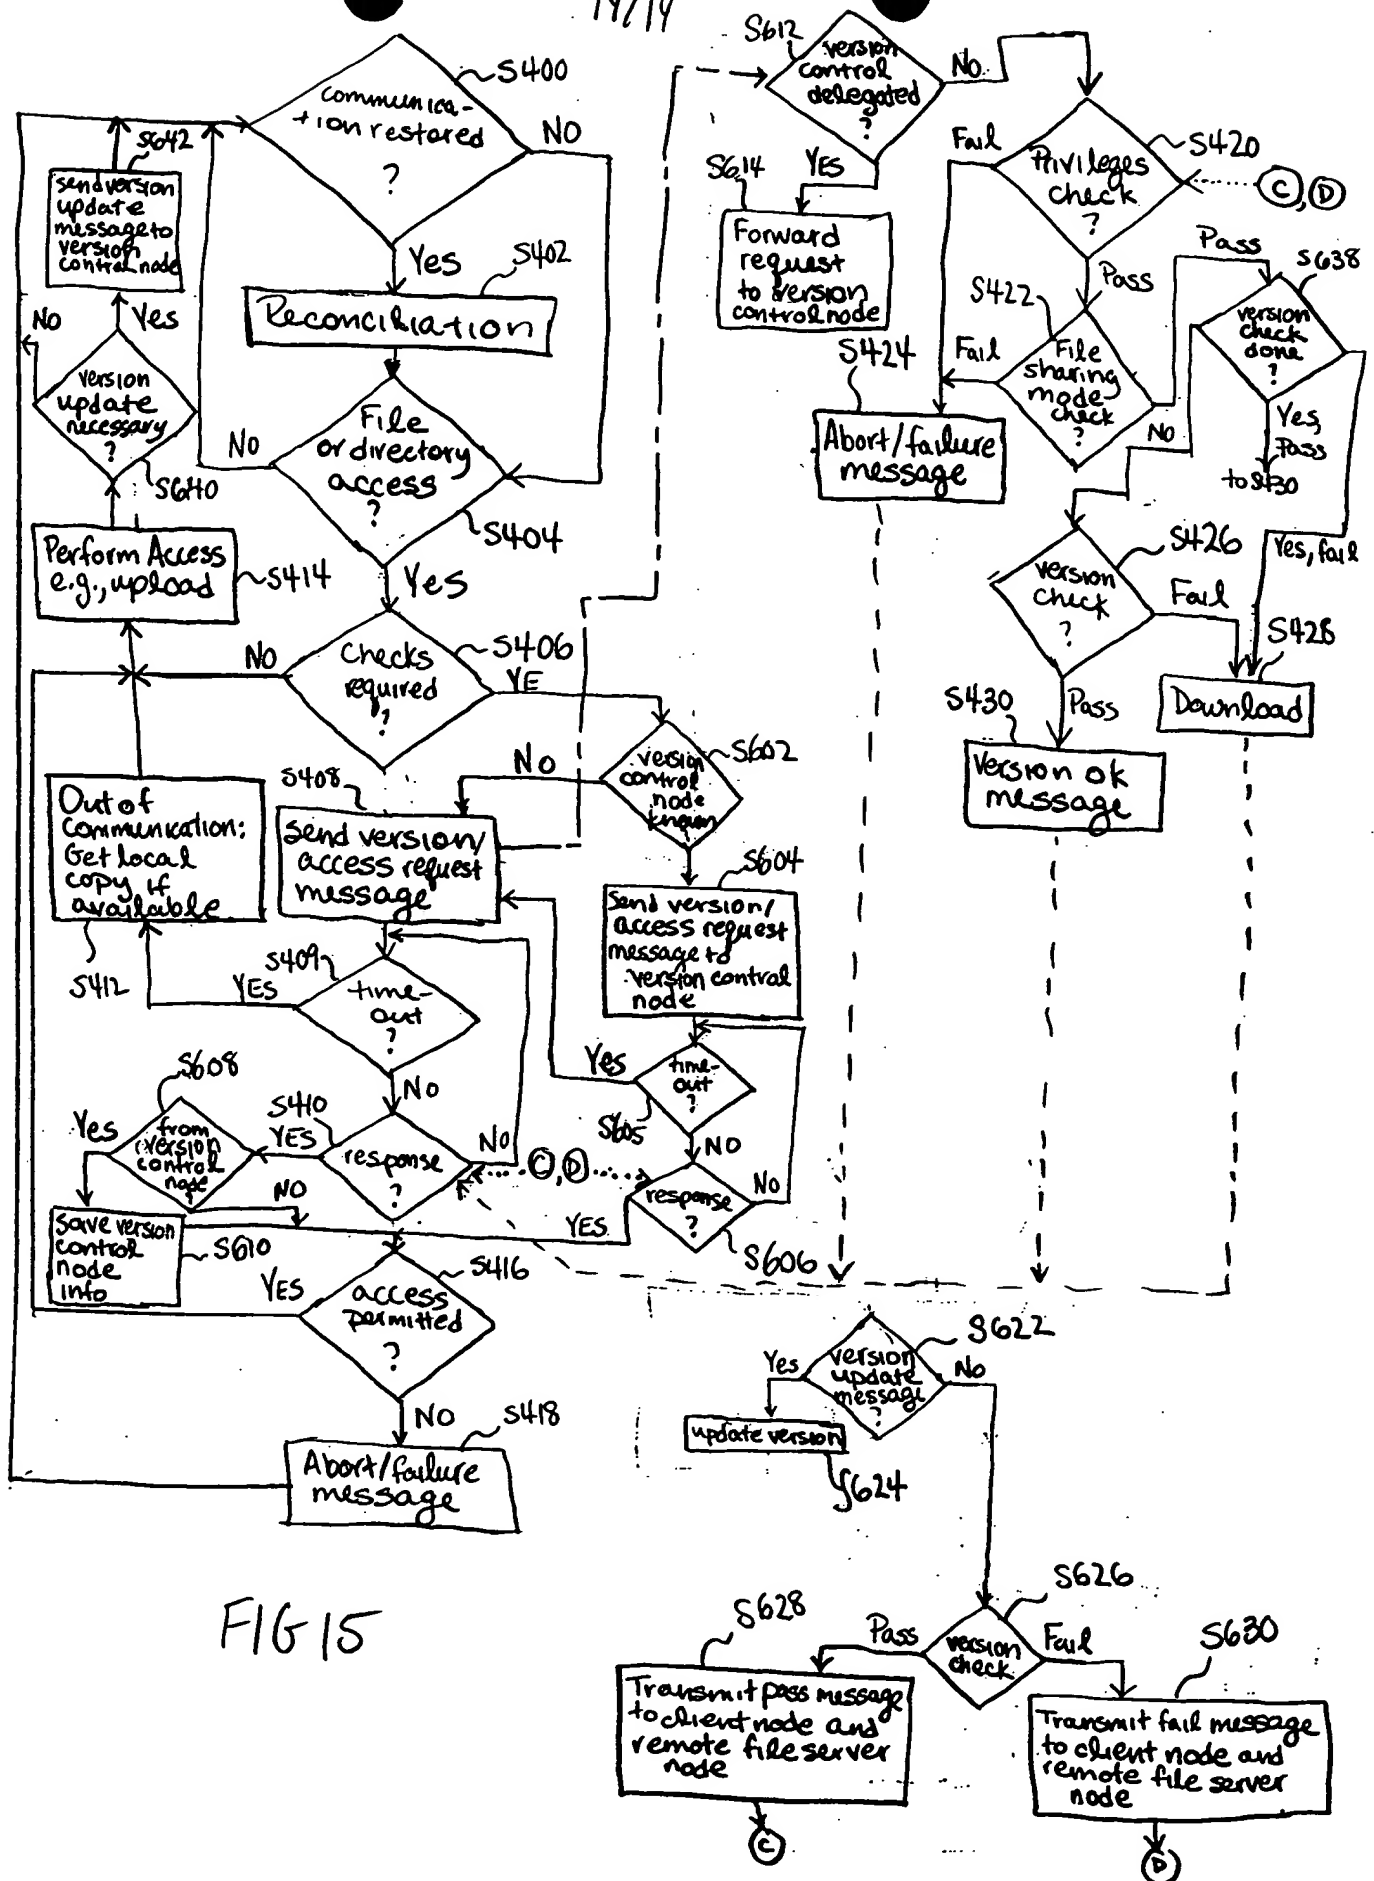 14/14
S400
communica-
tion restored
?
NO
Yes
S402
Reconciliation
File
or directory
access
?
NO
S404
Yes
S642
send version
update
message to
version
control node
NO
Yes
version
update
necessary
?
S640
Perform Access
e.g., upload
S414
checks
required
?
S406
NO
YE
version
control
node
known
S602
NO
S408
Send version/
access request
message
Out of
communication:
Get local
copy if
available
S412
S604
Send version/
access request
message to
version control
node
S409
time-
out
?
YES
NO
Yes
time-
out
?
S605
NO
S608
from
version
control
node
Yes
NO
S410
YES
response
?
NO
C, D
response
?
NO
YES
S606
Save version
control
node
info
S610
S416
YES
access
permitted
?
NO
S418
Abort/failure
message
S612
version
control
delegated
?
NO
YES
S614
Forward
request
to version
control node
Fail
Privileges
check
?
S420
C, D
Pass
S422
File
sharing
mode
check
?
Fail
Pass
S424
Abort/failure
message
S638
version
check
done
?
NO
Yes,
Pass
to S430
Yes, fail
S426
version
check
?
Fail
Pass
S428
Download
S430
Version ok
message
S622
version
update
message
?
Yes
No
update version
S624
S626
version
check
Pass
Fail
S628
Transmit pass message
to client node and
remote file server
node
C
S630
Transmit fail message
to client node and
remote file server
node
D
FIG 15